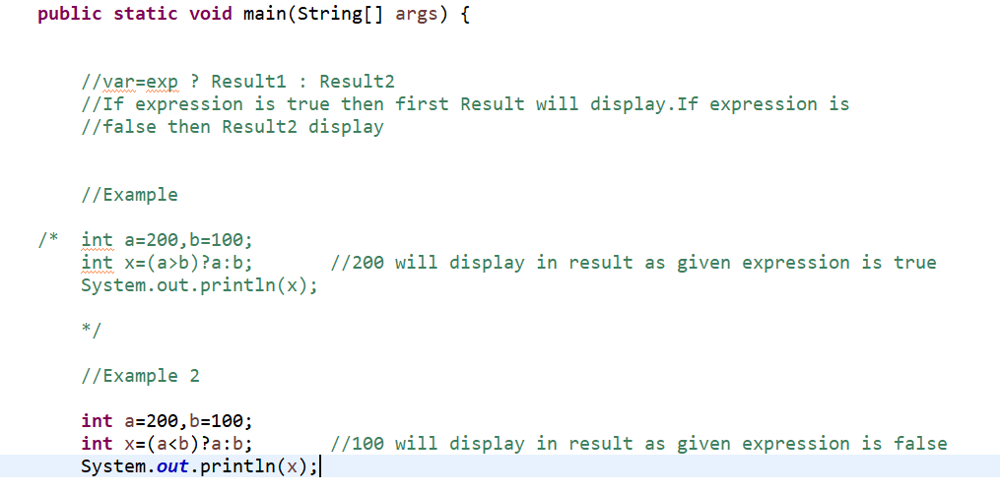 public static void main(String[] args) {
//var=exp ? Result1 : Result2
//If expression is true then first Result will display.If expression is
//false then Result2 display
//Example
/*  int a=200,b=100;
int x=(a>b)?a:b;       //200 will display in result as given expression is true
System.out.println(x);
*/
//Example 2
int a=200,b=100;
int x=(a<b)?a:b;       //100 will display in result as given expression is false
System.out.println(x);